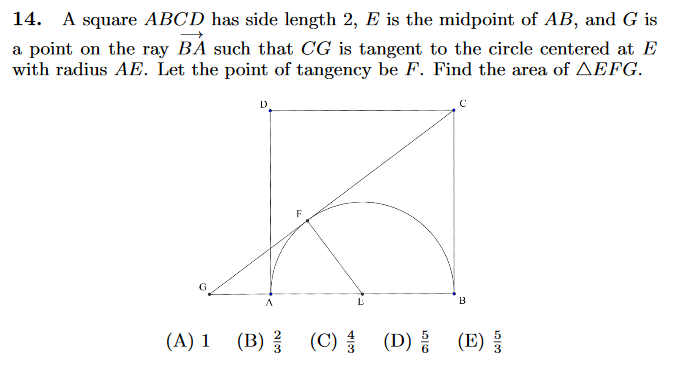 14. A square ABCD has side length 2, E is the midpoint of AB, and G is
a point on the ray $\overrightarrow{BA}$ such that CG is tangent to the circle centered at E
with radius AE. Let the point of tangency be F. Find the area of △EFG.
D C
F
G
A E B
(A) 1 (B) $\frac{2}{3}$ (C) $\frac{4}{3}$ (D) $\frac{5}{6}$ (E) $\frac{5}{3}$